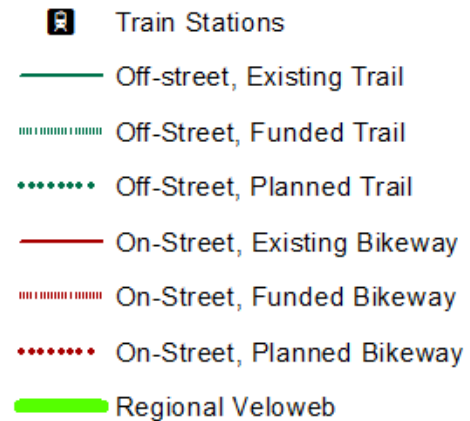 Train Stations
Off-street, Existing Trail
Off-Street, Funded Trail
Off-Street, Planned Trail
On-Street, Existing Bikeway
On-Street, Funded Bikeway
On-Street, Planned Bikeway
Regional Veloweb